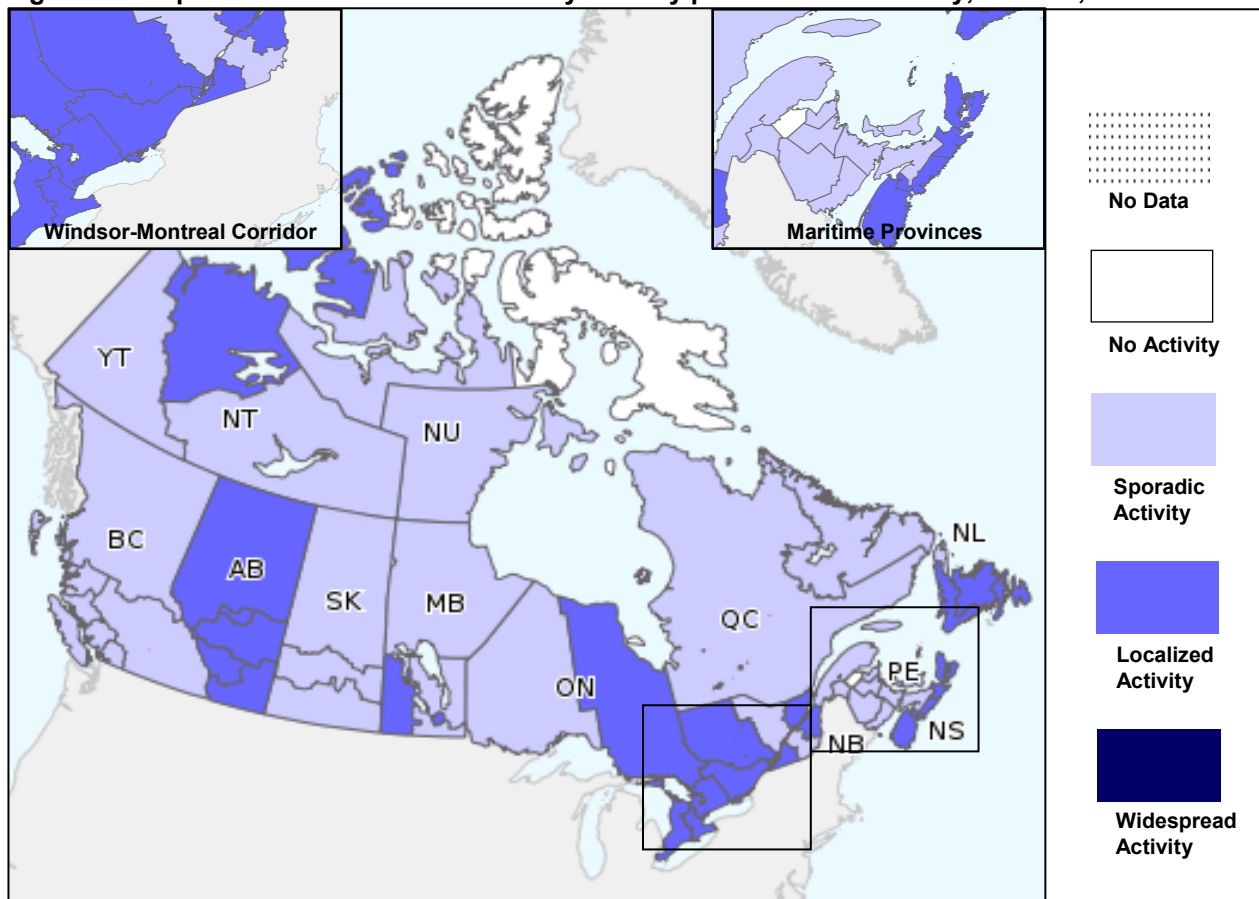 Windsor-Montreal Corridor
Maritime Provinces
No Data
No Activity
Sporadic
Activity
Localized
Activity
Widespread
Activity
YT
NT
NU
BC
AB
SK
MB
ON
QC
NL
PE
NB
NS